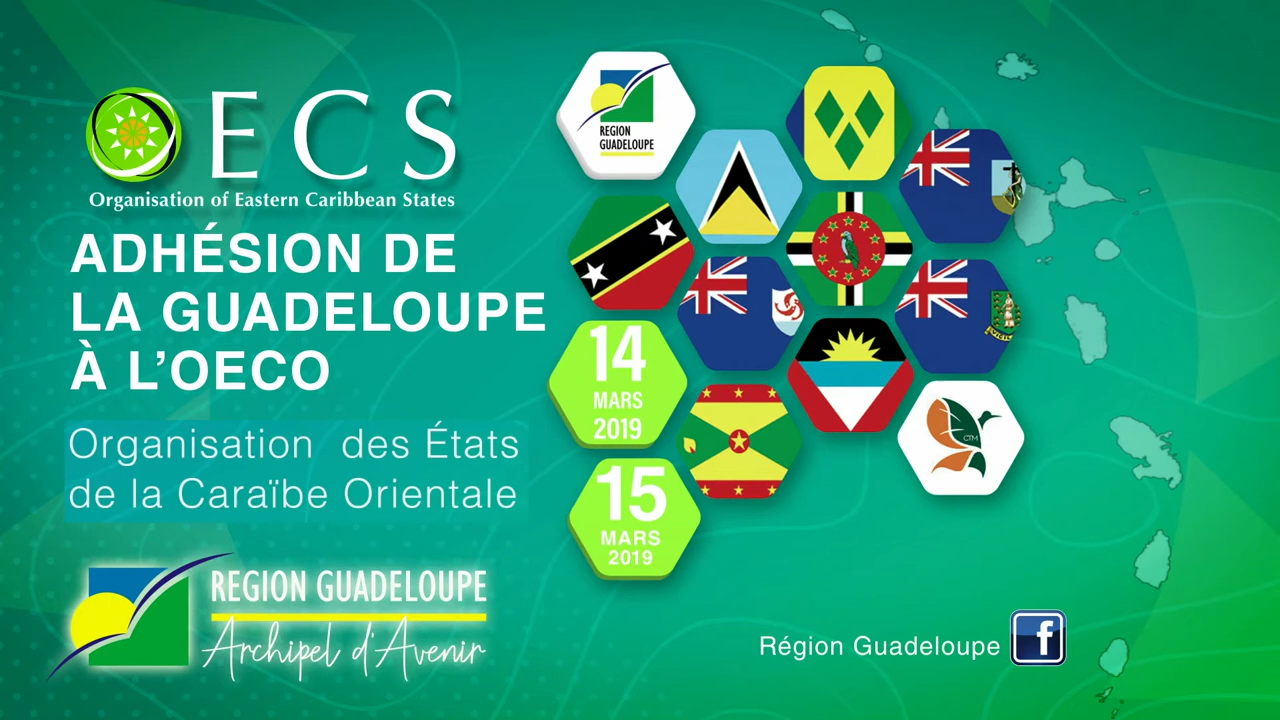 OECS
Organisation of Eastern Caribbean States
ADHÉSION DE
LA GUADELOUPE
À L'OECO
Organisation des États
de la Caraïbe Orientale
REGION GUADELOUPE
Archipel d'Avenir
REGION
GUADELOUPE
14
MARS
2019
15
MARS
2019
CTM
Région Guadeloupe
f